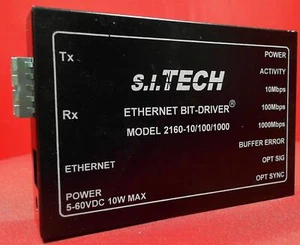 Tx
POWER
ACTIVITY
S.I.TECH
10Mbps
Rx
ETHERNET BIT-DRIVER®
100Mbps
MODEL 2160-10/100/1000
1000Mbps
BUFFER ERROR
ETHERNET
OPT SIG
POWER
OPT SYNC
5-60VDC 10W MAX